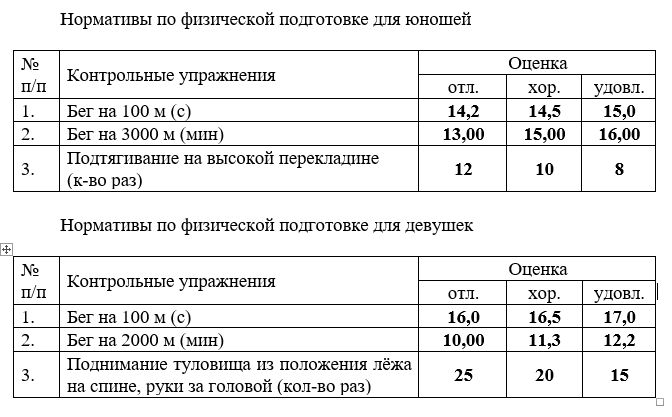 Нормативы по физической подготовке для юношей
№ п/п Контрольные упражнения Оценка
отл. хор. удовл.
1. Бег на 100 м (с) 14,2 14,5 15,0
2. Бег на 3000 м (мин) 13,00 15,00 16,00
3. Подтягивание на высокой перекладине
(к-во раз) 12 10 8
Нормативы по физической подготовке для девушек
№ п/п Контрольные упражнения Оценка
отл. хор. удовл.
1. Бег на 100 м (с) 16,0 16,5 17,0
2. Бег на 2000 м (мин) 10,00 11,3 12,2
3. Поднимание туловища из положения лёжа
на спине, руки за головой (кол-во раз) 25 20 15